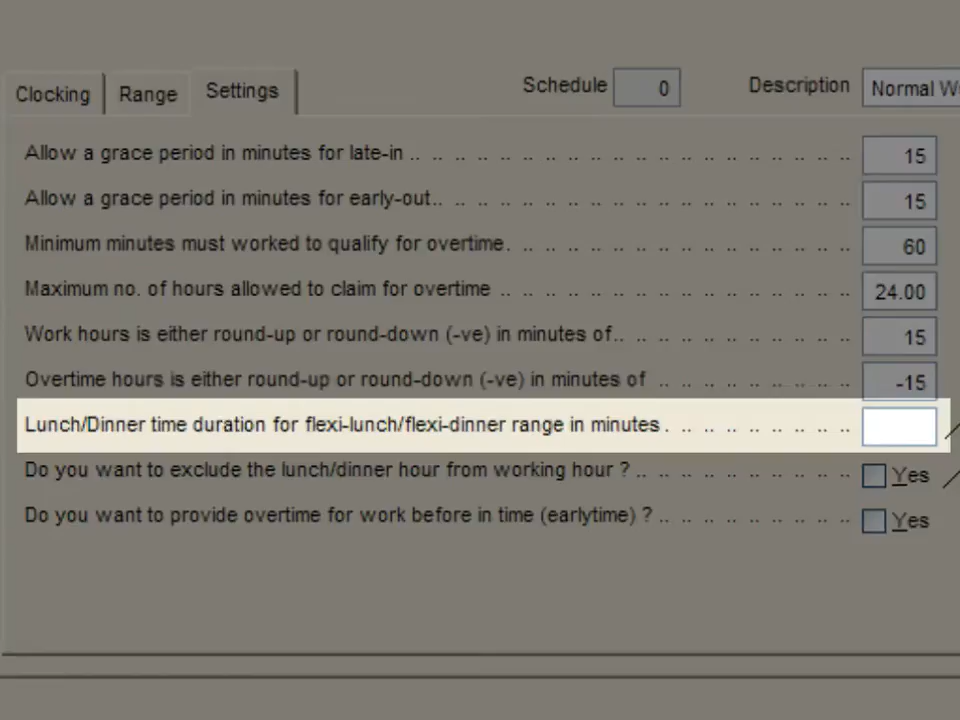 Clocking Range Settings Schedule 0 Description Normal
Allow a grace period in minutes for late-in .. .. .. .. .. .. .. .. .. .. .. .. .. .. .. .. .. .. .. 15
Allow a grace period in minutes for early-out.. .. .. .. .. .. .. .. .. .. .. .. .. .. .. .. .. .. 15
Minimum minutes must worked to qualify for overtime. .. .. .. .. .. .. .. .. .. .. .. .. .. .. 60
Maximum no. of hours allowed to claim for overtime .. .. .. .. .. .. .. .. .. .. .. .. .. .. .. 24.00
Work hours is either round-up or round-down (-ve) in minutes of.. .. .. .. .. .. .. .. .. .. 15
Overtime hours is either round-up or round-down (-ve) in minutes of .. .. .. .. .. .. .. .. -15
Lunch/Dinner time duration for flexi-lunch/flexi-dinner range in minutes . .. .. .. .. .. .. ..
Do you want to exclude the lunch/dinner hour from working hour ?.. .. .. .. .. .. .. .. .. Yes
Do you want to provide overtime for work before in time (earlytime) ? .. .. .. .. .. .. .. .. Yes